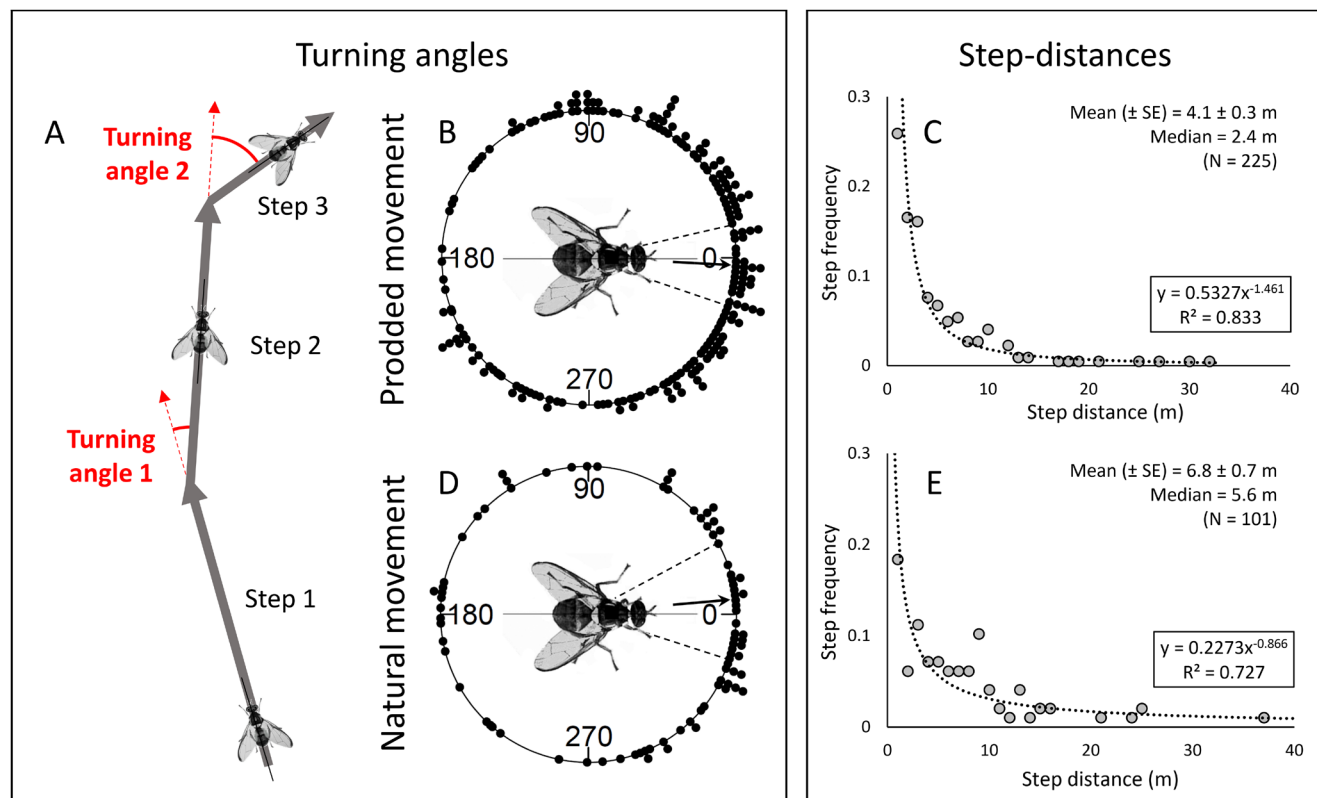 Turning angles
A
Turning
angle 2
Step 3
Step 2
Turning
angle 1
Step 1
Prodded movement
B
90
180
0
270
Natural movement
D
90
180
0
270
Step-distances
C
Mean (± SE) = 4.1 ± 0.3 m
Median = 2.4 m
(N = 225)
Step frequency
0.3
0.2
0.1
0
y = 0.5327x^-1.461
R² = 0.833
0
10
20
30
40
Step distance (m)
E
Mean (± SE) = 6.8 ± 0.7 m
Median = 5.6 m
(N = 101)
Step frequency
0.3
0.2
0.1
0
y = 0.2273x^-0.866
R² = 0.727
0
10
20
30
40
Step distance (m)